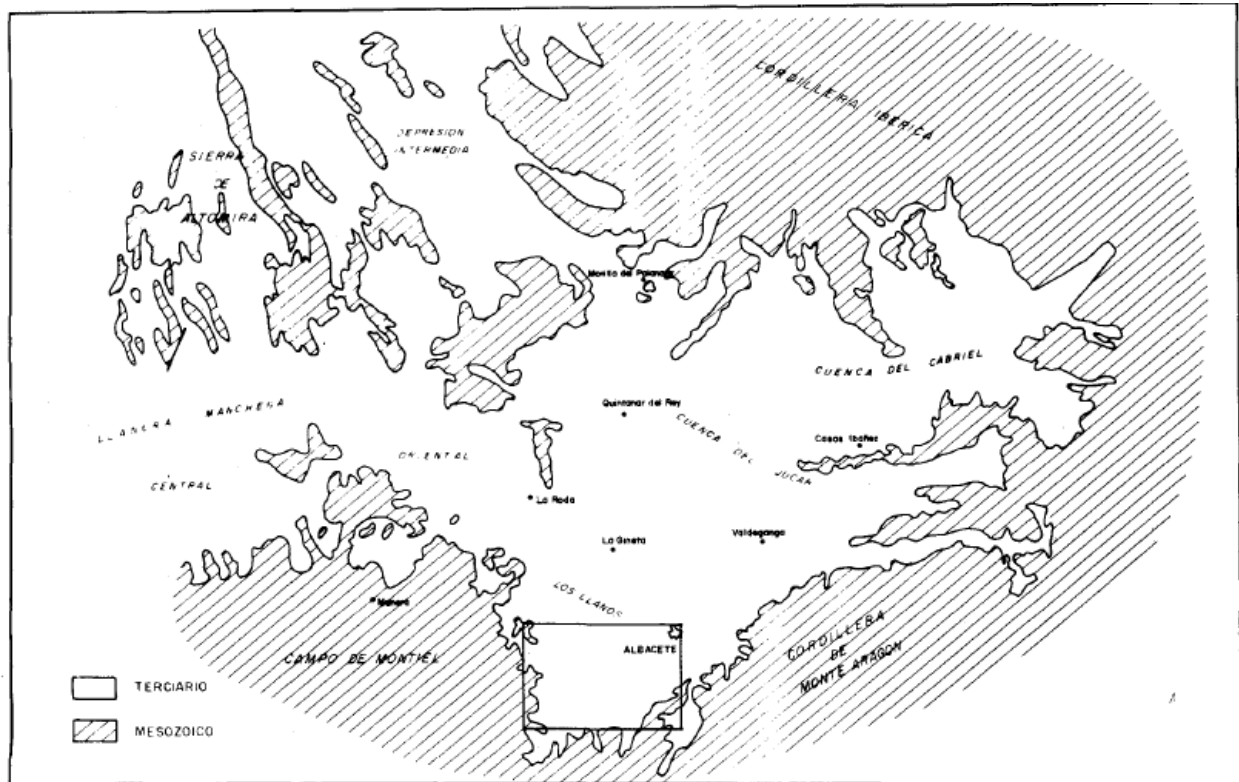 CORDILLERA IBERICA
DEPRESION
INTERMEDIA
SIERRA
DE
ALTOMIRA
Motilla del Palancar
CUENCA DEL CABRIEL
LLANURA MANCHEGA
Quintanar del Rey
CUENCA DEL JUCAR
Casas Ibáñez
ORIENTAL
CENTRAL
La Roda
La Gineta
Valdeganga
LOS LLANOS
Munera
ALBACETE
CORDILLERA
DE
MONTE ARAGON
CAMPO DE MONTIEL
TERCIARIO
MESOZOICO